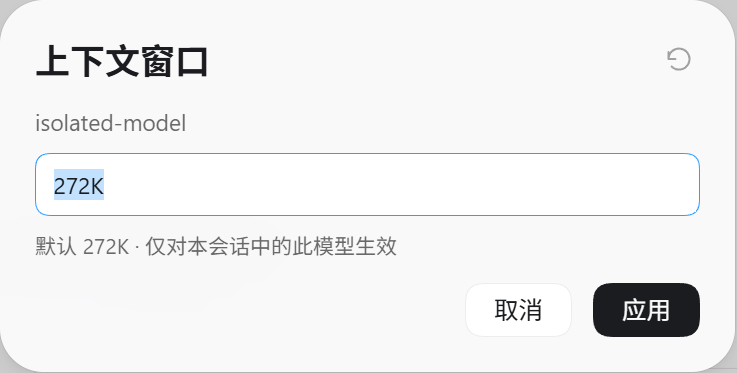 上下文窗口
isolated-model
272K
默认 272K · 仅对本会话中的此模型生效
取消
应用